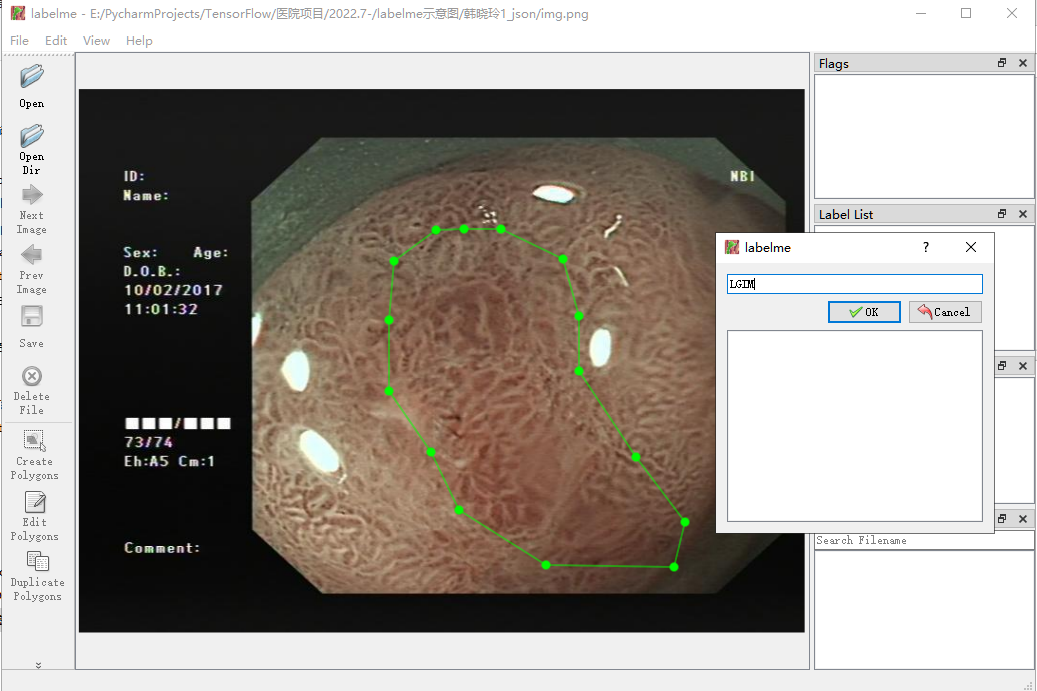 labelme - E:/PycharmProjects/TensorFlow/医院项目/2022.7-/labelme示意图/韩晓玲1_json/img.png
File Edit View Help
Open
Open
Dir
Next
Image
Prev
Image
Save
Delete
File
Create
Polygons
Edit
Polygons
Duplicate
Polygons
ID:
Name:
Sex: Age:
D.O.B.:
10/02/2017
11:01:32
■■■/■■■
73/74
Eh:A5 Cm:1
Comment:
NBI
Flags
Label List
labelme
?
LGIM
OK
Cancel
Search Filename